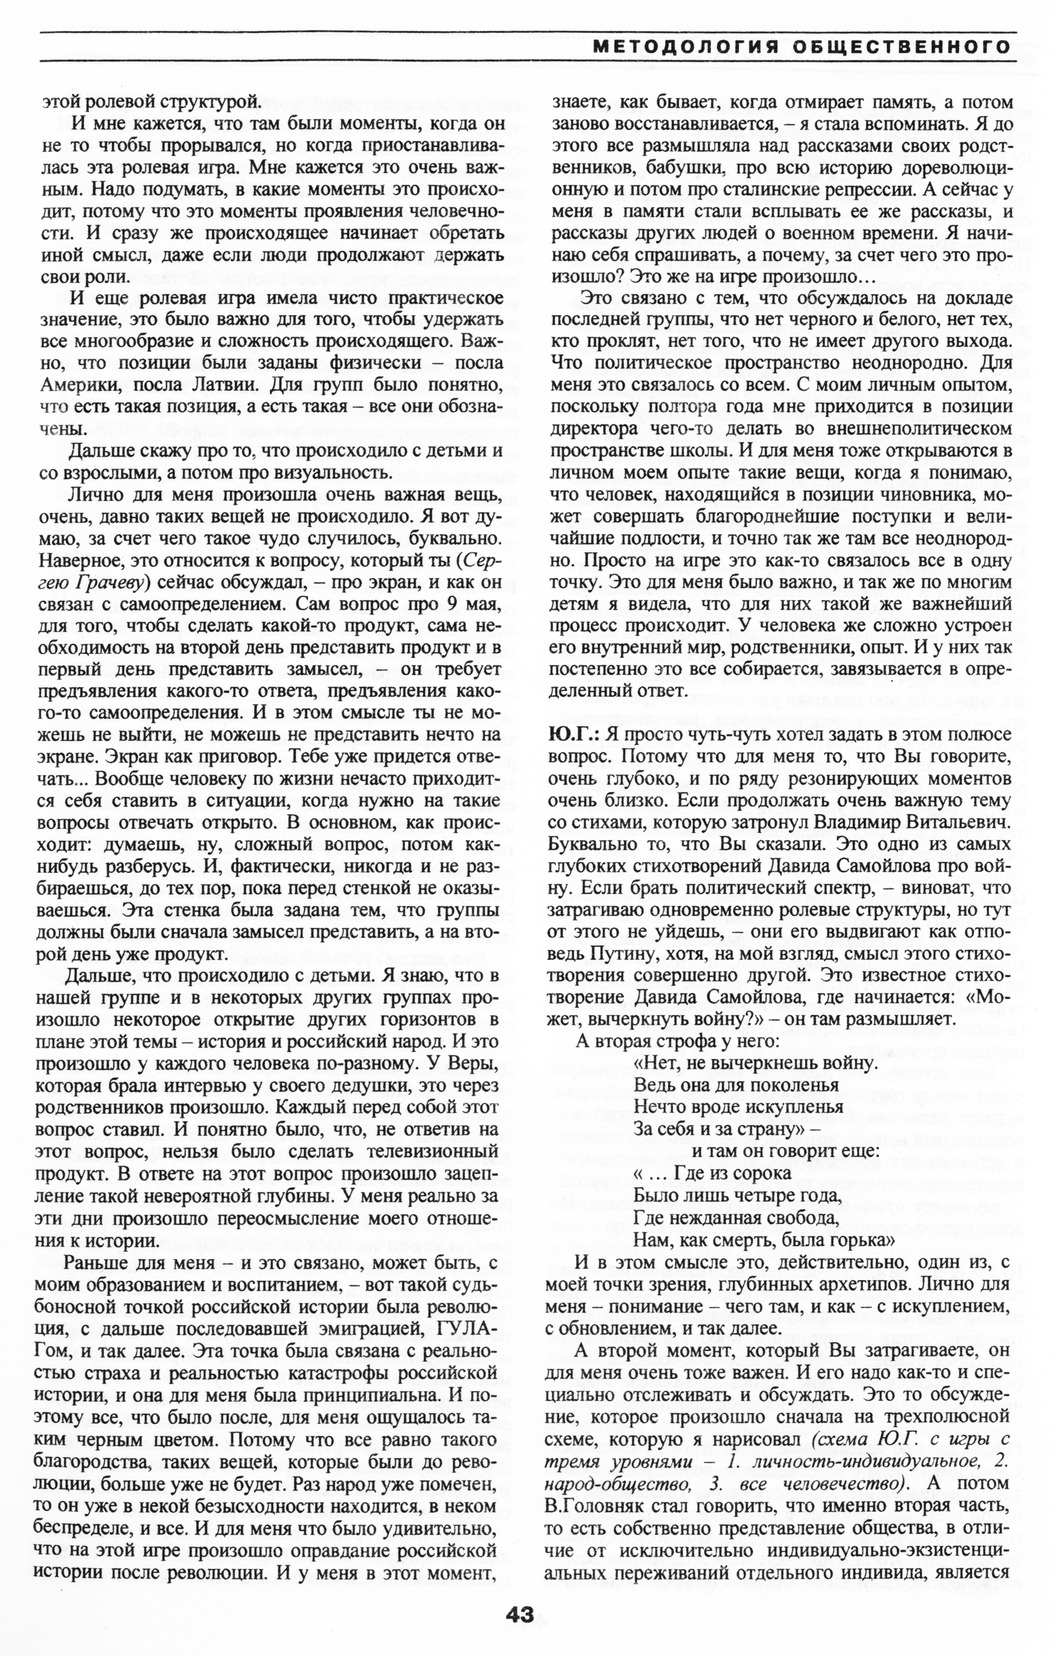 МЕТОДОЛОГИЯ ОБЩЕСТВЕННОГО
этой ролевой структурой.
И мне кажется, что там были моменты, когда он
не то чтобы прорывался, но когда приостанавлива-
лась эта ролевая игра. Мне кажется это очень важ-
ным. Надо подумать, в какие моменты это происхо-
дит, потому что это моменты проявления человечно-
сти. И сразу же происходящее начинает обретать
иной смысл, даже если люди продолжают держать
свои роли.
И еще ролевая игра имела чисто практическое
значение, это было важно для того, чтобы удержать
все многообразие и сложность происходящего. Важ-
но, что позиции были заданы физически – посла
Америки, посла Латвии. Для групп было понятно,
что есть такая позиция, а есть такая – все они обозна-
чены.
Дальше скажу про то, что происходило с детьми и
со взрослыми, а потом про визуальность.
Лично для меня произошла очень важная вещь,
очень, давно таких вещей не происходило. Я вот ду-
маю, за счет чего такое чудо случилось, буквально.
Наверное, это относится к вопросу, который ты (Сер-
гею Грачеву) сейчас обсуждал, – про экран, и как он
связан с самоопределением. Сам вопрос про 9 мая,
для того, чтобы сделать какой-то продукт, сама не-
обходимость на второй день представить продукт и в
первый день представить замысел, – он требует
предъявления какого-то ответа, предъявления како-
го-то самоопределения. И в этом смысле ты не мо-
жешь не выйти, не можешь не представить нечто на
экране. Экран как приговор. Тебе уже придется отве-
чать... Вообще человеку по жизни нечасто приходит-
ся себя ставить в ситуации, когда нужно на такие
вопросы отвечать открыто. В основном, как проис-
ходит: думаешь, ну, сложный вопрос, потом как-
нибудь разберусь. И, фактически, никогда и не раз-
бираешься, до тех пор, пока перед стенкой не оказы-
ваешься. Эта стенка была задана тем, что группы
должны были сначала замысел представить, а на вто-
рой день уже продукт.
Дальше, что происходило с детьми. Я знаю, что в
нашей группе и в некоторых других группах про-
изошло некоторое открытие других горизонтов в
плане этой темы – история и российский народ. И это
произошло у каждого человека по-разному. У Веры,
которая брала интервью у своего дедушки, это через
родственников произошло. Каждый перед собой этот
вопрос ставил. И понятно было, что, не ответив на
этот вопрос, нельзя было сделать телевизионный
продукт. В ответе на этот вопрос произошло зацеп-
ление такой невероятной глубины. У меня реально за
эти дни произошло переосмысление моего отноше-
ния к истории.
Раньше для меня – и это связано, может быть, с
моим образованием и воспитанием, – вот такой судь-
боносной точкой российской истории была револю-
ция, с дальше последовавшей эмиграцией, ГУЛА-
Гом, и так далее. Эта точка была связана с реально-
стью страха и реальностью катастрофы российской
истории, и она для меня была принципиальна. И по-
этому все, что было после, для меня ощущалось та-
ким черным цветом. Потому что все равно такого
благородства, таких вещей, которые были до рево-
люции, больше уже не будет. Раз народ уже помечен,
то он уже в некой безысходности находится, в неком
беспределе, и все. И для меня что было удивительно,
что на этой игре произошло оправдание российской
истории после революции. И у меня в этот момент,
знаете, как бывает, когда отмирает память, а потом
заново восстанавливается, – я стала вспоминать. Я до
этого все размышляла над рассказами своих родст-
венников, бабушки, про всю историю дореволюци-
онную и потом про сталинские репрессии. А сейчас у
меня в памяти стали всплывать ее же рассказы, и
рассказы других людей о военном времени. Я начи-
наю себя спрашивать, а почему, за счет чего это про-
изошло? Это же на игре произошло…
Это связано с тем, что обсуждалось на докладе
последней группы, что нет черного и белого, нет тех,
кто проклят, нет того, что не имеет другого выхода.
Что политическое пространство неоднородно. Для
меня это связалось со всем. С моим личным опытом,
поскольку полтора года мне приходится в позиции
директора чего-то делать во внешнеполитическом
пространстве школы. И для меня тоже открываются в
личном моем опыте такие вещи, когда я понимаю,
что человек, находящийся в позиции чиновника, мо-
жет совершать благороднейшие поступки и вели-
чайшие подлости, и точно так же там все неоднород-
но. Просто на игре это как-то связалось все в одну
точку. Это для меня было важно, и так же по многим
детям я видела, что для них такой же важнейший
процесс происходит. У человека же сложно устроен
его внутренний мир, родственники, опыт. И у них так
постепенно это все собирается, завязывается в опре-
деленный ответ.
Ю.Г.: Я просто чуть-чуть хотел задать в этом полюсе
вопрос. Потому что для меня то, что Вы говорите,
очень глубоко, и по ряду резонирующих моментов
очень близко. Если продолжать очень важную тему
со стихами, которую затронул Владимир Витальевич.
Буквально то, что Вы сказали. Это одно из самых
глубоких стихотворений Давида Самойлова про вой-
ну. Если брать политический спектр, – виноват, что
затрагиваю одновременно ролевые структуры, но тут
от этого не уйдешь, – они его выдвигают как отпо-
ведь Путину, хотя, на мой взгляд, смысл этого стихо-
творения совершенно другой. Это известное стихо-
творение Давида Самойлова, где начинается: «Мо-
жет, вычеркнуть войну?» – он там размышляет.
А вторая строфа у него:
«Нет, не вычеркнешь войну.
Ведь она для поколенья
Нечто вроде искупленья
За себя и за страну» –
и там он говорит еще:
« … Где из сорока
Было лишь четыре года,
Где нежданная свобода,
Нам, как смерть, была горька»
И в этом смысле это, действительно, один из, с
моей точки зрения, глубинных архетипов. Лично для
меня – понимание – чего там, и как – с искуплением,
с обновлением, и так далее.
А второй момент, который Вы затрагиваете, он
для меня очень тоже важен. И его надо как-то и спе-
циально отслеживать и обсуждать. Это то обсужде-
ние, которое произошло сначала на трехполюсной
схеме, которую я нарисовал (схема Ю.Г. с игры с
тремя уровнями – 1. личность-индивидуальное, 2.
народ-общество, 3. все человечество). А потом
В.Головняк стал говорить, что именно вторая часть,
то есть собственно представление общества, в отли-
чие от исключительно индивидуально-экзистенци-
альных переживаний отдельного индивида, является
43